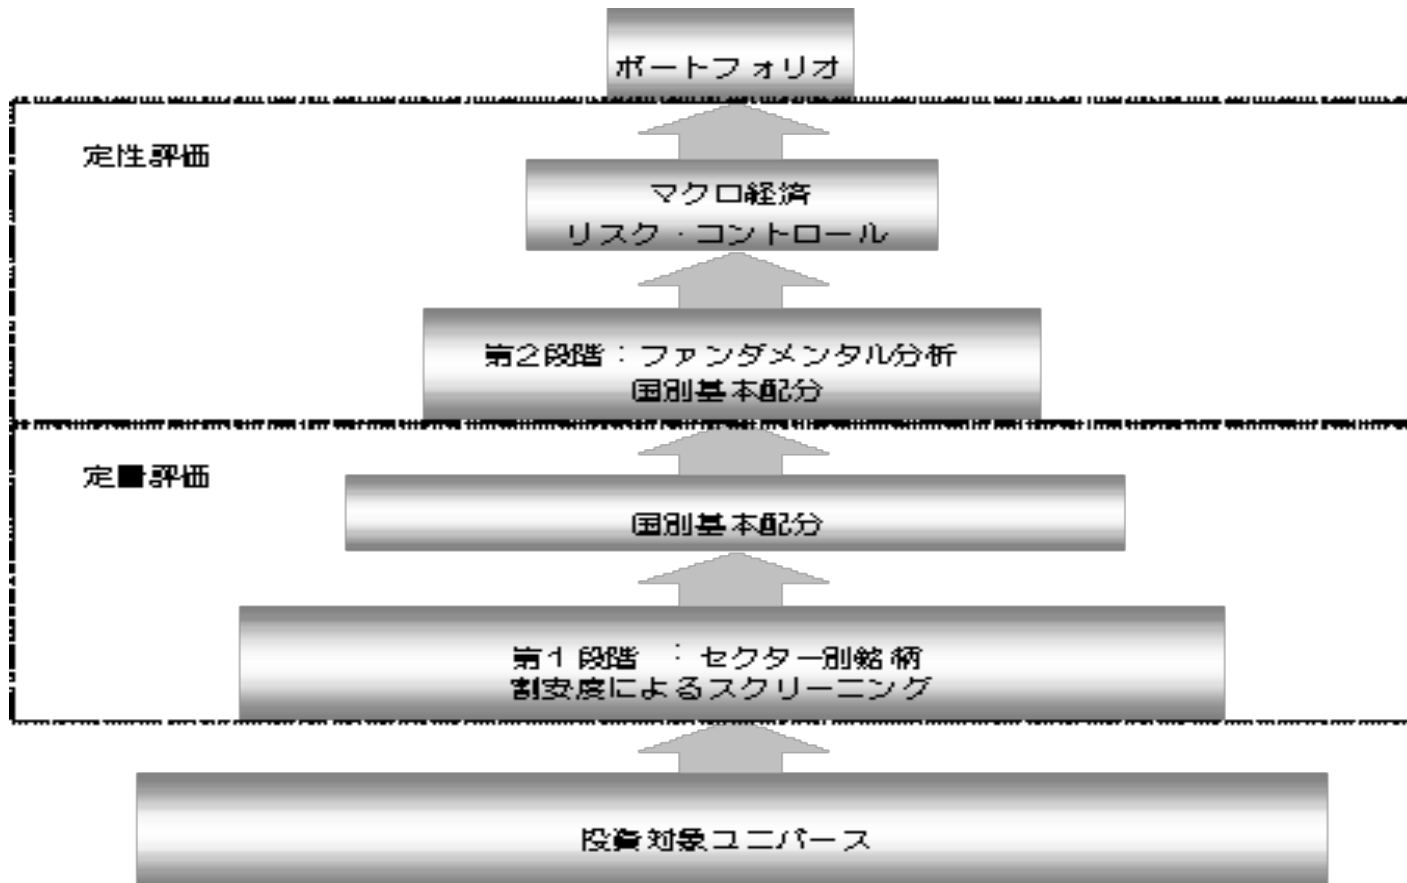 ポートフォリオ
定性評価
マクロ経済
リスク・コントロール
第2段階：ファンダメンタル分析
国別基本配分
定量評価
国別基本配分
第1段階 ：セクター別銘柄
割安度によるスクリーニング
投資対象ユニバース